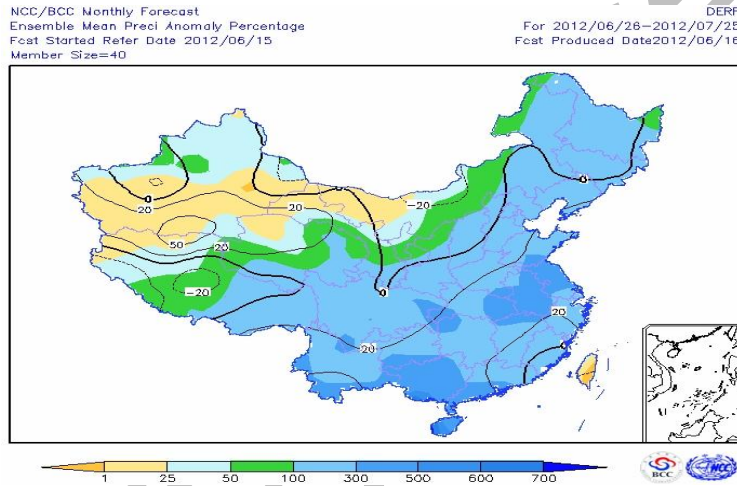 NCC/BCC Monthly Forecast
Ensemble Mean Preci Anomaly Percentage
Fcst Started Refer Date 2012/06/15
Member Size=40
DERF
For 2012/06/26-2012/07/25
Fcst Produced Date2012/06/16
0
20
20
-20
50
20
-20
0
0
20
20
1
25
50
100
300
500
600
700
BCC
NCC